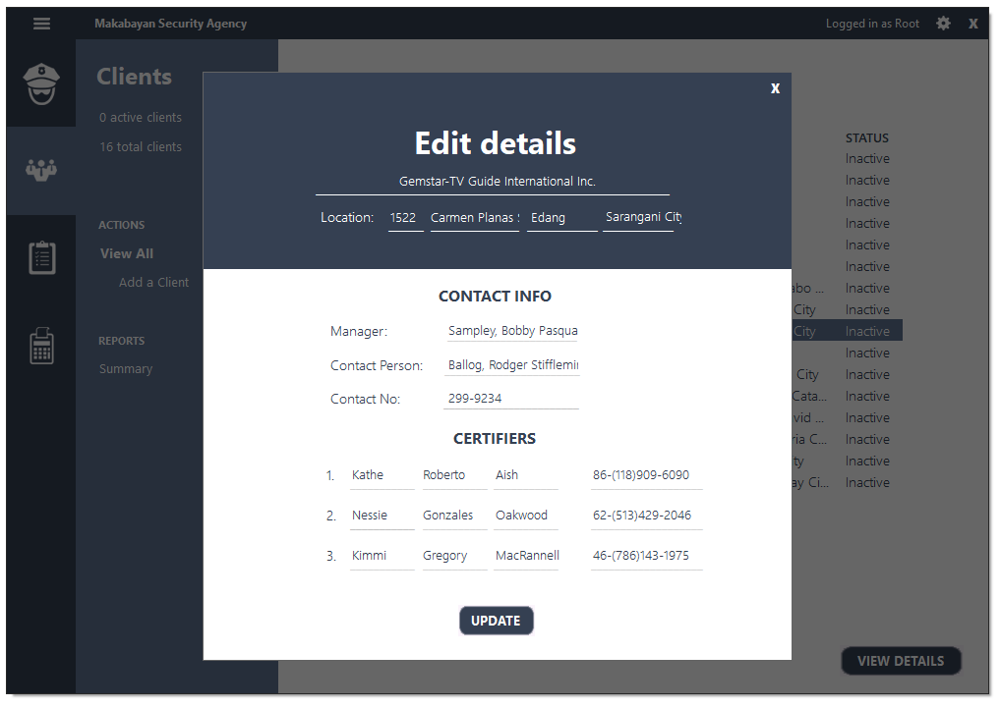 Makabayan Security Agency
Logged in as Root
X
Clients
0 active clients
16 total clients
ACTIONS
View All
Add a Client
REPORTS
Summary
X
Edit details
Gemstar-TV Guide International Inc.
Location: 1522 Carmen Planas Edang Sarangani City
CONTACT INFO
Manager: Sampley, Bobby Pasqua
Contact Person: Ballog, Rodger Stifflemi
Contact No: 299-9234
CERTIFIERS
1. Kathe Roberto Aish 86-(118)909-6090
2. Nessie Gonzales Oakwood 62-(513)429-2046
3. Kimmi Gregory MacRannell 46-(786)143-1975
UPDATE
STATUS
Inactive
Inactive
Inactive
Inactive
Inactive
Inactive
abo ... Inactive
City Inactive
City Inactive
Inactive
City Inactive
Cata... Inactive
vid ... Inactive
ria C... Inactive
ty Inactive
ay Ci... Inactive
VIEW DETAILS